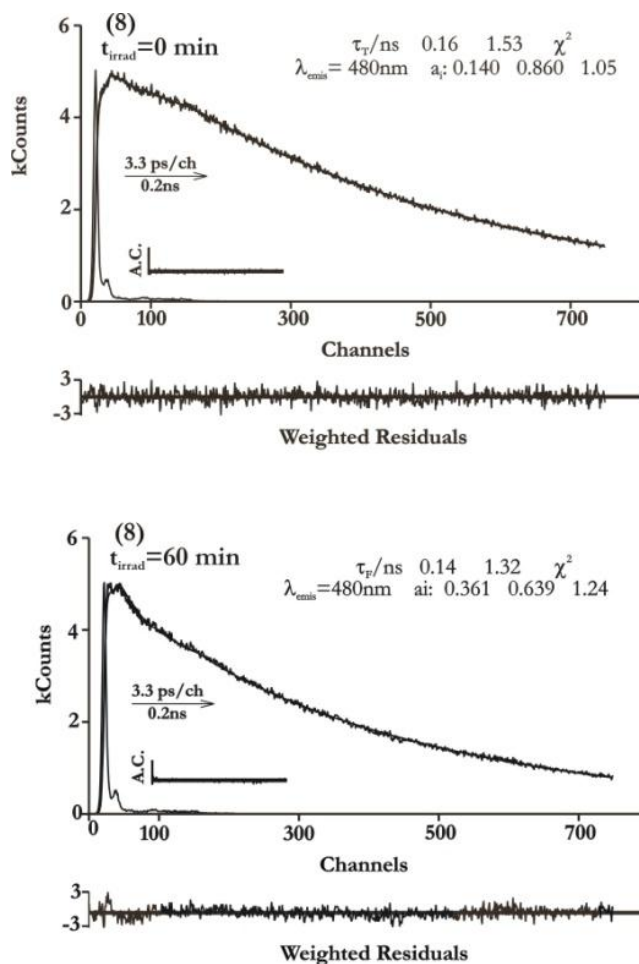 (8)
t_irrad=0 min
τ_T/ns 0.16 1.53 χ²
λ_emis= 480nm a_i: 0.140 0.860 1.05
6
4
2
0
kCounts
3.3 ps/ch
0.2ns
A.C.
0 100 300 500 700
Channels
3
-3
Weighted Residuals
(8)
t_irrad=60 min
τ_F/ns 0.14 1.32 χ²
λ_emis=480nm ai: 0.361 0.639 1.24
6
4
2
0
kCounts
3.3 ps/ch
0.2ns
A.C.
0 100 300 500 700
Channels
3
-3
Weighted Residuals